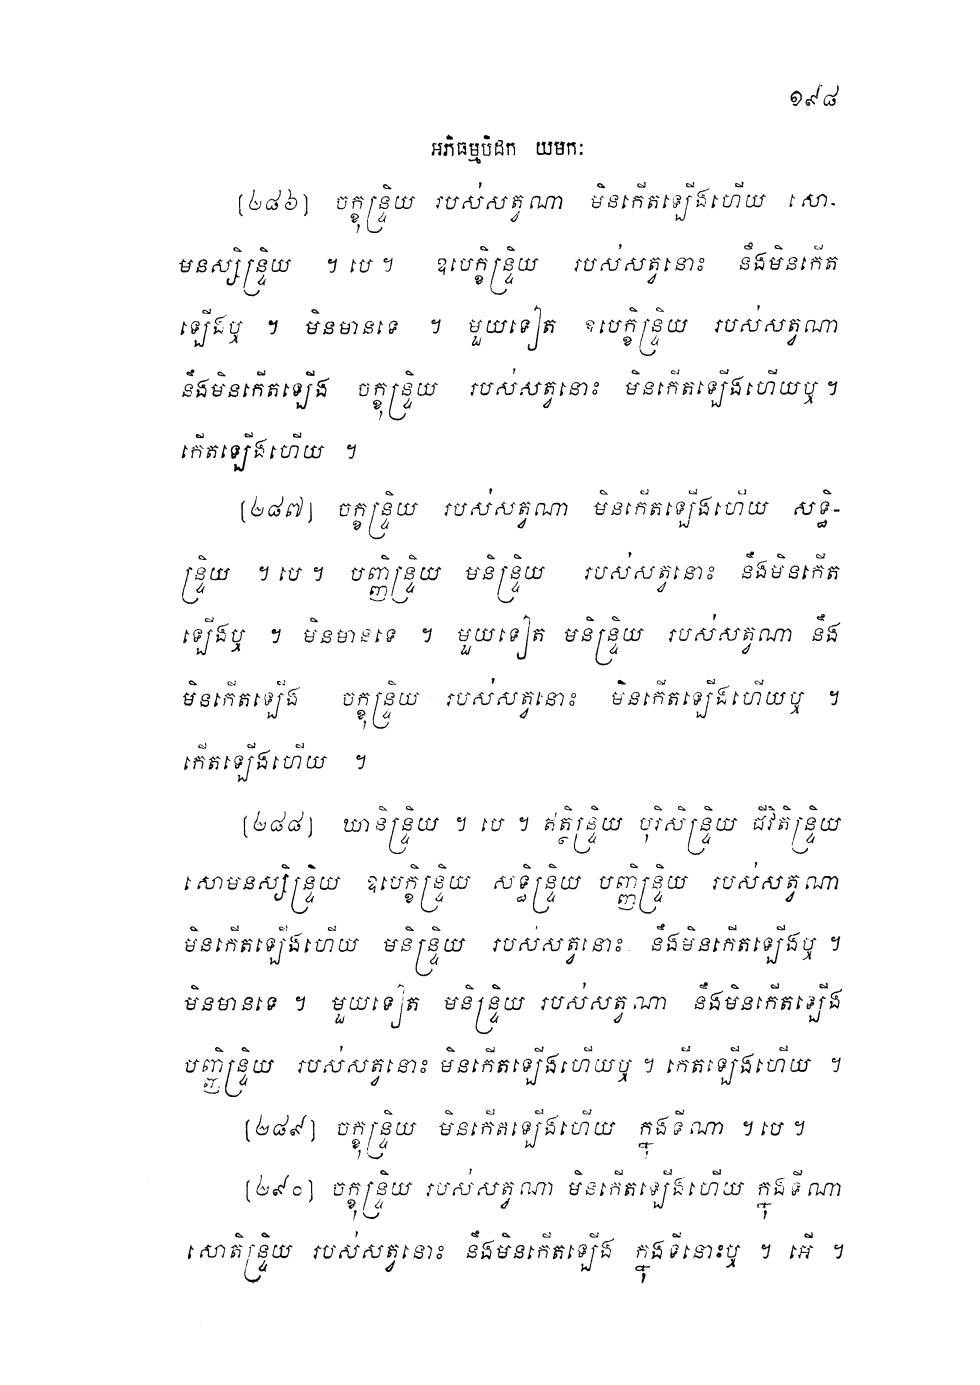 ១៩៨
អភិធម្មបិដក យមក:
(២៨៦) ចក្ខុន្ទ្រិយ របស់សត្វណា មិនកើតឡើងហើយ សោ-
មនស្សិន្ទ្រិយ ។ បេ ។ ឧបេក្ខិន្ទ្រិយ របស់សត្វនោះ នឹងមិនកើត
ឡើងឬ ។ មិនមានទេ ។ មួយទៀត ឧបេក្ខិន្ទ្រិយ របស់សត្វណា
នឹងមិនកើតឡើង ចក្ខុន្ទ្រិយ របស់សត្វនោះ មិនកើតឡើងហើយឬ ។
កើតឡើងហើយ ។
(២៨៧) ចក្ខុន្ទ្រិយ របស់សត្វណា មិនកើតឡើងហើយ សទ្ធិ-
ន្ទ្រិយ ។ បេ ។ បញ្ញិន្ទ្រិយ មនិន្ទ្រិយ របស់សត្វនោះ នឹងមិនកើត
ឡើងឬ ។ មិនមានទេ ។ មួយទៀត មនិន្ទ្រិយ របស់សត្វណា នឹង
មិនកើតឡើង ចក្ខុន្ទ្រិយ របស់សត្វនោះ មិនកើតឡើងហើយឬ ។
កើតឡើងហើយ ។
(២៨៨) ឃានិន្ទ្រិយ ។ បេ ។ ឥត្ថិន្ទ្រិយ បុរិសិន្ទ្រិយ ជីវិតិន្ទ្រិយ
សោមនស្សិន្ទ្រិយ ឧបេក្ខិន្ទ្រិយ សទ្ធិន្ទ្រិយ បញ្ញិន្ទ្រិយ របស់សត្វណា
មិនកើតឡើងហើយ មនិន្ទ្រិយ របស់សត្វនោះ នឹងមិនកើតឡើងឬ ។
មិនមានទេ ។ មួយទៀត មនិន្ទ្រិយ របស់សត្វណា នឹងមិនកើតឡើង
បញ្ញិន្ទ្រិយ របស់សត្វនោះ មិនកើតឡើងហើយឬ ។ កើតឡើងហើយ ។
(២៨៩) ចក្ខុន្ទ្រិយ មិនកើតឡើងហើយ ក្នុងទីណា ។ បេ ។
(២៩០) ចក្ខុន្ទ្រិយ របស់សត្វណា មិនកើតឡើងហើយ ក្នុងទីណា
សោតិន្ទ្រិយ របស់សត្វនោះ នឹងមិនកើតឡើង ក្នុងទីនោះឬ ។ អើ ។